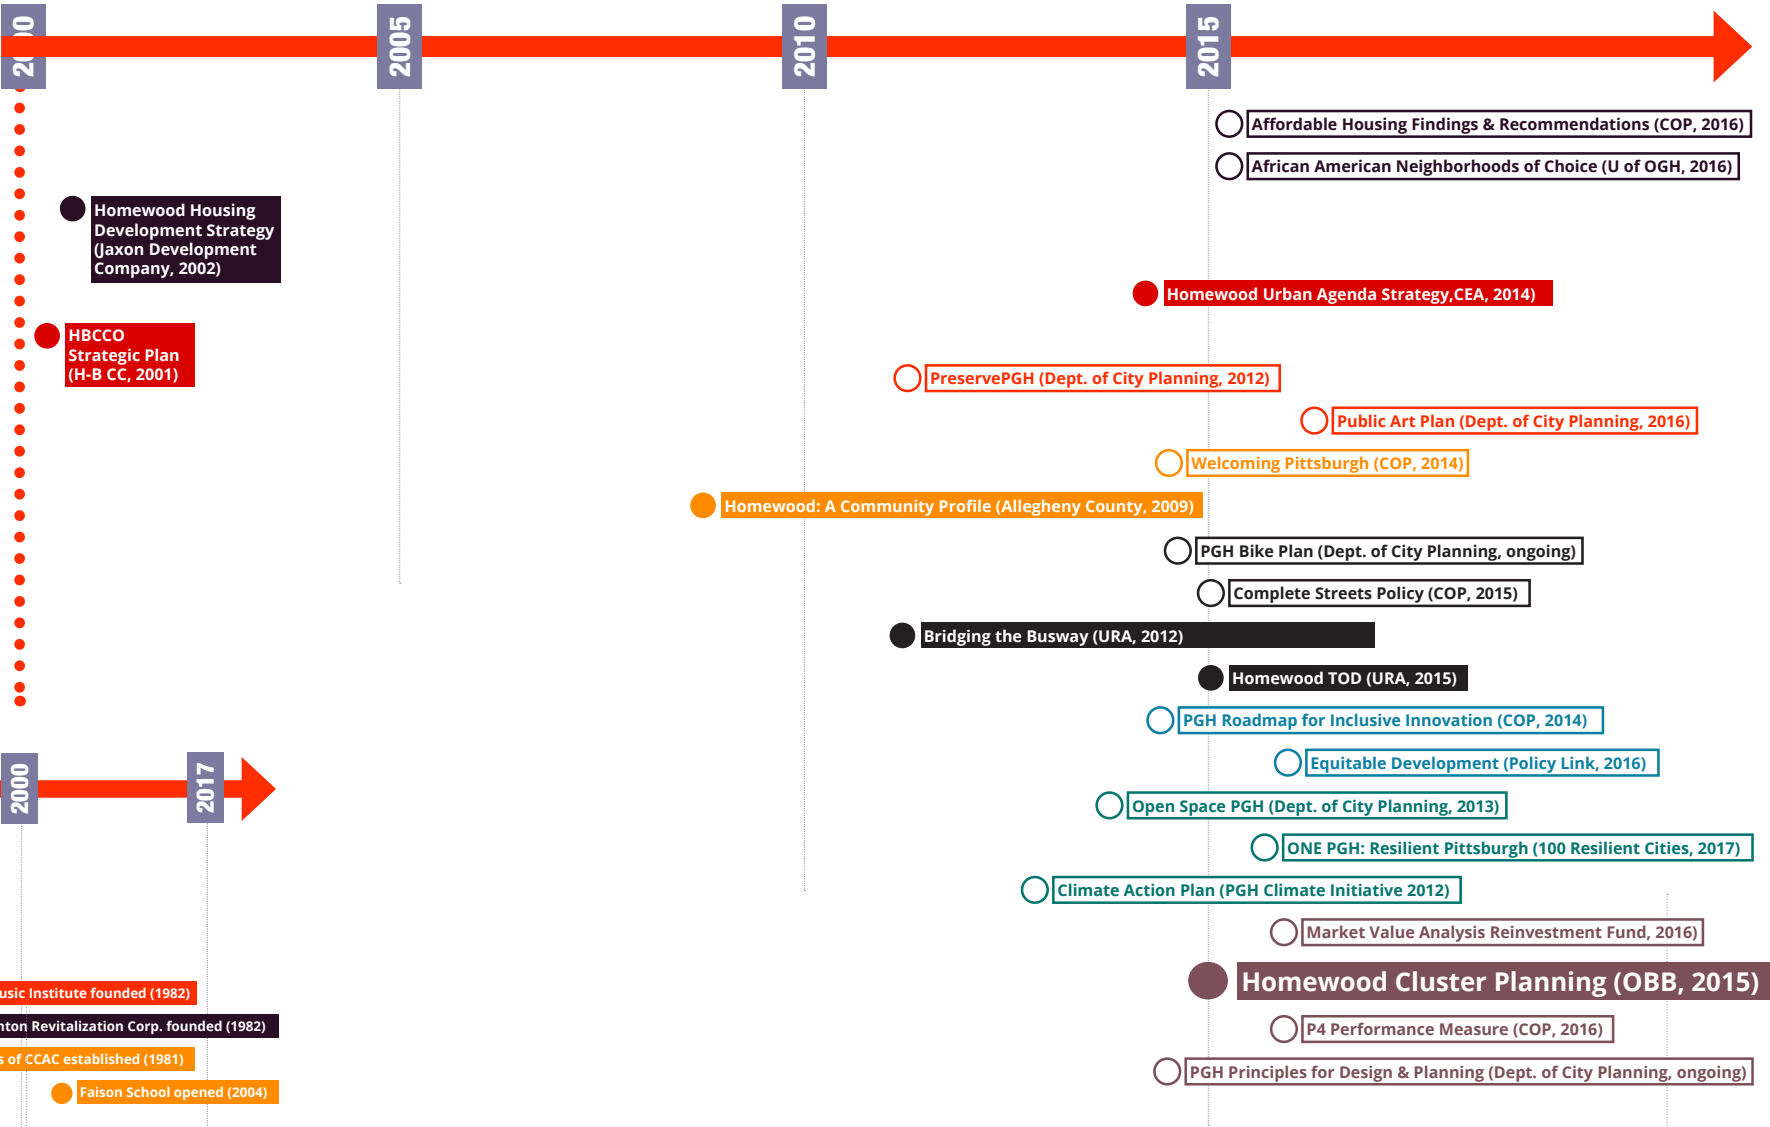 2000
2005
2010
2015
Affordable Housing Findings & Recommendations (COP, 2016)
African American Neighborhoods of Choice (U of OGH, 2016)
Homewood Housing
Development Strategy
(Jaxon Development
Company, 2002)
Homewood Urban Agenda Strategy,CEA, 2014)
HBCCO
Strategic Plan
(H-B CC, 2001)
PreservePGH (Dept. of City Planning, 2012)
Public Art Plan (Dept. of City Planning, 2016)
Welcoming Pittsburgh (COP, 2014)
Homewood: A Community Profile (Allegheny County, 2009)
PGH Bike Plan (Dept. of City Planning, ongoing)
Complete Streets Policy (COP, 2015)
Bridging the Busway (URA, 2012)
Homewood TOD (URA, 2015)
PGH Roadmap for Inclusive Innovation (COP, 2014)
Equitable Development (Policy Link, 2016)
2000
2017
Open Space PGH (Dept. of City Planning, 2013)
ONE PGH: Resilient Pittsburgh (100 Resilient Cities, 2017)
Climate Action Plan (PGH Climate Initiative 2012)
Market Value Analysis Reinvestment Fund, 2016)
Homewood Cluster Planning (OBB, 2015)
usic Institute founded (1982)
nton Revitalization Corp. founded (1982)
P4 Performance Measure (COP, 2016)
s of CCAC established (1981)
PGH Principles for Design & Planning (Dept. of City Planning, ongoing)
Faison School opened (2004)